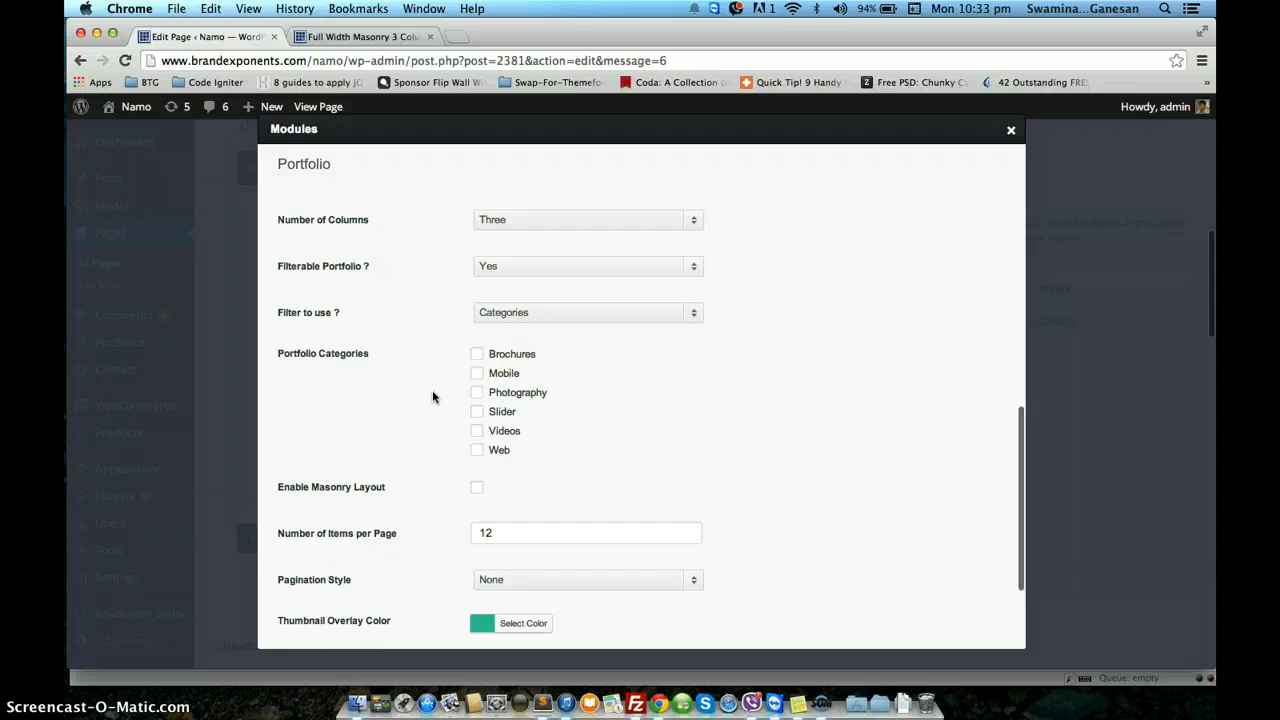 Chrome File Edit View History Bookmarks Window Help 1 94% Mon 10:33 pm Swamina...Ganesan
Edit Page ‹ Namo — WordP Full Width Masonry 3 Colu
www.brandexponents.com/namo/wp-admin/post.php?post=2381&action=edit&message=6
Apps BTG Code Igniter 8 guides to apply jQ Sponsor Flip Wall Wi Swap-For-Themefor Coda: A Collection o Quick Tip! 9 Handy Free PSD: Chunky C 42 Outstanding FRE »
Namo 5 6 + New View Page Howdy, admin
Modules
Dashboard
Portfolio
Posts
Media
Number of Columns Three
Pages
Filterable Portfolio ? Yes
All Pages
image
Filter to use ? Categories
Comments
Portfolios
Portfolio Categories Brochures
Contact
Mobile
Photography
WooCommerce
Slider
Products
Videos
Web
Appearance
Enable Masonry Layout
Plugins
Users
Number of Items per Page 12
Tools
Settings
Pagination Style None
Revolution Slider
Thumbnail Overlay Color Select Color
Queue: empty
Screencast-O-Matic.com